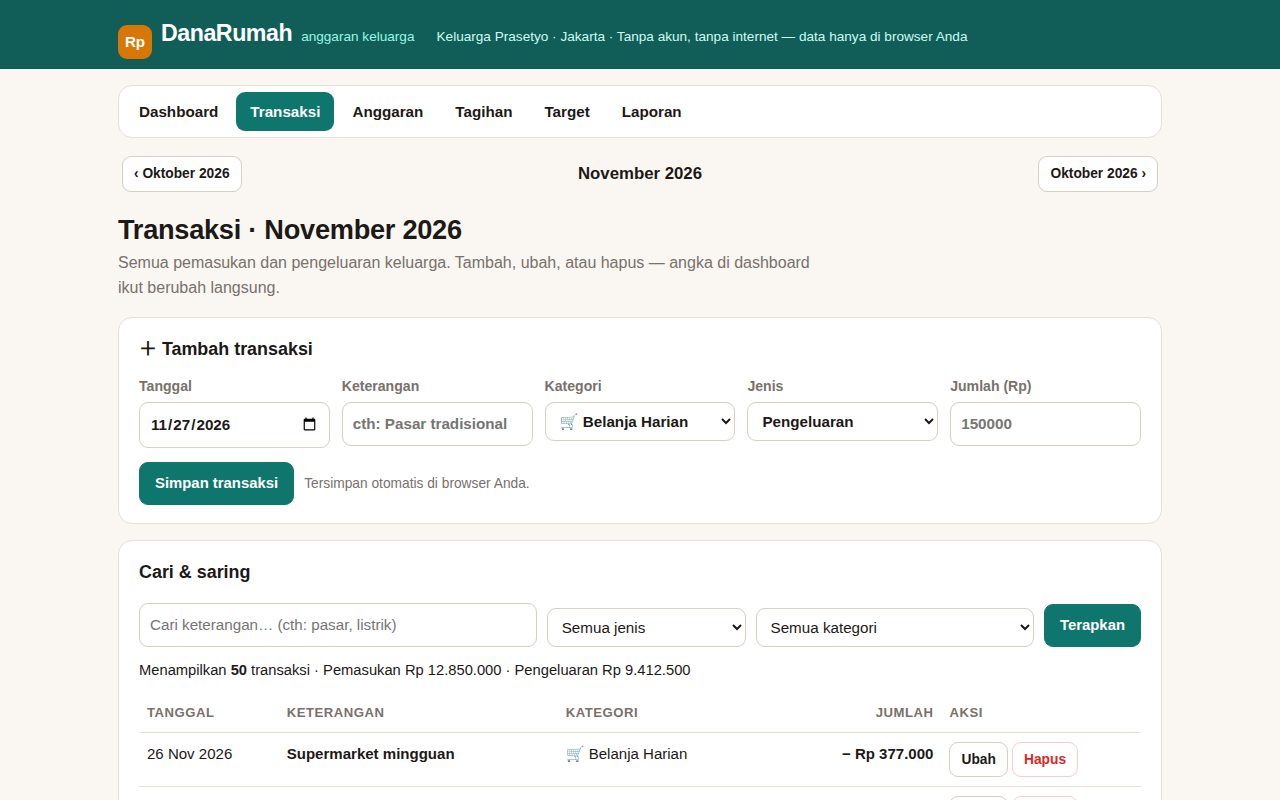 Rp DanaRumah anggaran keluarga Keluarga Prasetyo · Jakarta · Tanpa akun, tanpa internet — data hanya di browser Anda
Dashboard Transaksi Anggaran Tagihan Target Laporan
‹ Oktober 2026 November 2026 Oktober 2026 ›
Transaksi · November 2026
Semua pemasukan dan pengeluaran keluarga. Tambah, ubah, atau hapus — angka di dashboard
ikut berubah langsung.
＋ Tambah transaksi
Tanggal Keterangan Kategori Jenis Jumlah (Rp)
11/27/2026 cth: Pasar tradisional 🛒 Belanja Harian Pengeluaran 150000
Simpan transaksi Tersimpan otomatis di browser Anda.
Cari & saring
Cari keterangan… (cth: pasar, listrik) Semua jenis Semua kategori Terapkan
Menampilkan 50 transaksi · Pemasukan Rp 12.850.000 · Pengeluaran Rp 9.412.500
TANGGAL KETERANGAN KATEGORI JUMLAH AKSI
26 Nov 2026 Supermarket mingguan 🛒 Belanja Harian − Rp 377.000 Ubah Hapus